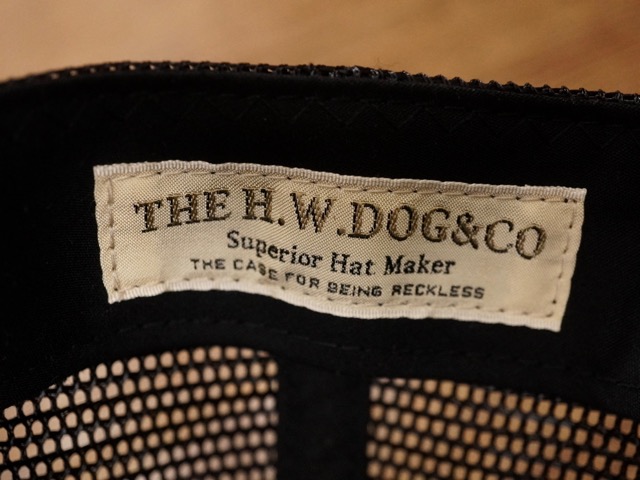 THE H.W.DOG&CO
Superior Hat Maker
THE CASE FOR BEING RECKLESS